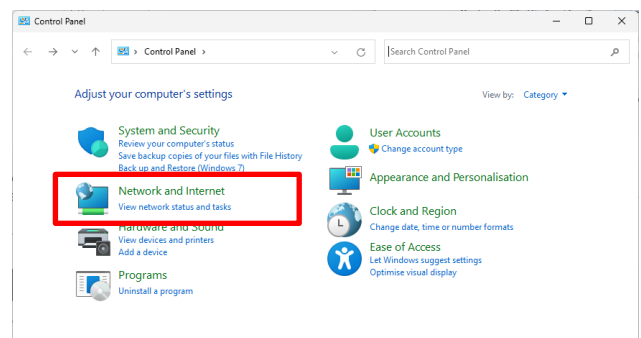 Control Panel
Control Panel
Search Control Panel
Adjust your computer's settings
View by: Category
System and Security
Review your computer's status
Save backup copies of your files with File History
Back up and Restore (Windows 7)
Network and Internet
View network status and tasks
Hardware and Sound
View devices and printers
Add a device
Programs
Uninstall a program
User Accounts
Change account type
Appearance and Personalisation
Clock and Region
Change date, time or number formats
Ease of Access
Let Windows suggest settings
Optimise visual display